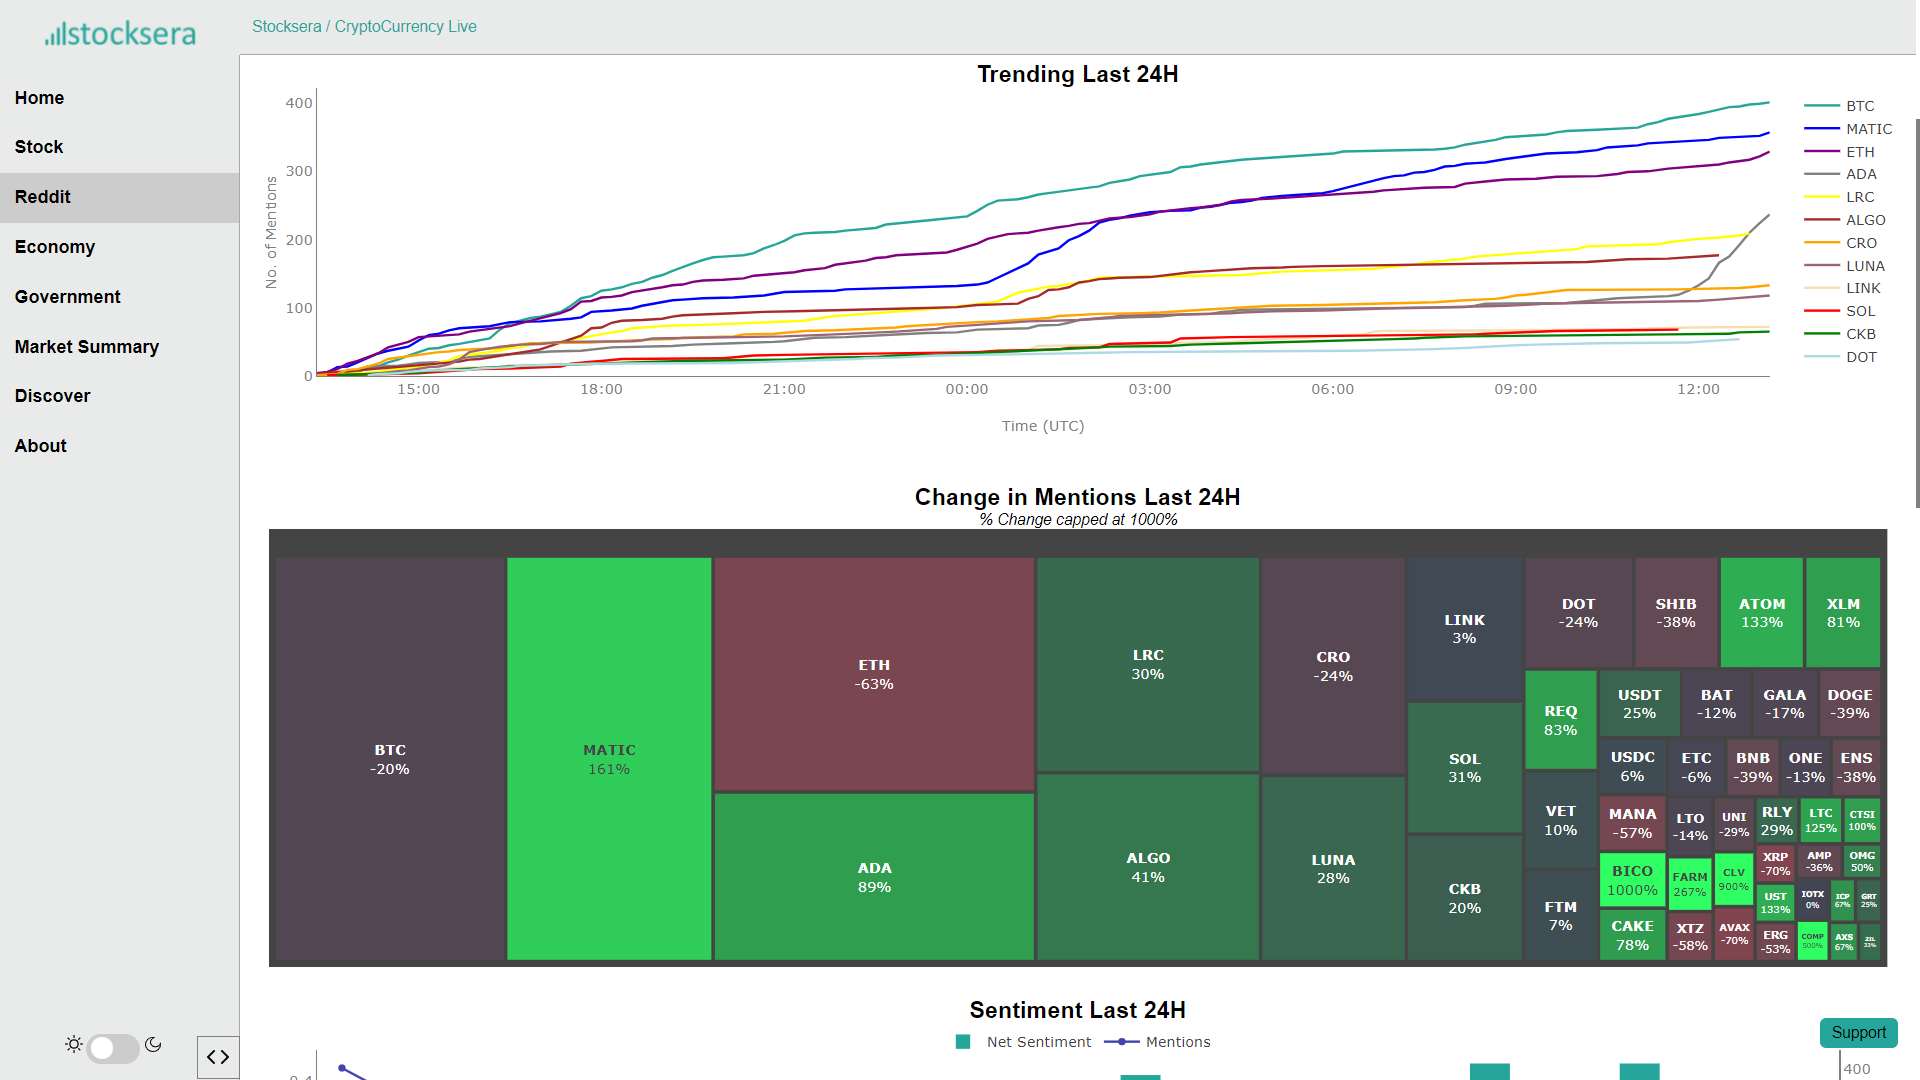 stocksera
Stocksera / CryptoCurrency Live
Home
Stock
Reddit
Economy
Government
Market Summary
Discover
About
Trending Last 24H
No. of Mentions
400
300
200
100
0
15:00 18:00 21:00 00:00 03:00 06:00 09:00 12:00
Time (UTC)
BTC
MATIC
ETH
ADA
LRC
ALGO
CRO
LUNA
LINK
SOL
CKB
DOT
Change in Mentions Last 24H
% Change capped at 1000%
BTC
-20%
MATIC
161%
ETH
-63%
ADA
89%
LRC
30%
ALGO
41%
CRO
-24%
LUNA
28%
LINK
3%
SOL
31%
CKB
20%
DOT
-24%
SHIB
-38%
ATOM
133%
XLM
81%
REQ
83%
VET
10%
FTM
7%
USDT
25%
BAT
-12%
GALA
-17%
DOGE
-39%
USDC
6%
ETC
-6%
BNB
-39%
ONE
-13%
ENS
-38%
MANA
-57%
BICO
1000%
CAKE
78%
LTO
-14%
FARM
267%
XTZ
-58%
UNI
-29%
CLV
900%
AVAX
-70%
RLY
29%
LTC
125%
CTSI
100%
XRP
-70%
AMP
-36%
OMG
50%
UST
133%
ERG
-53%
IOTX
0%
ICP
67%
GRT
25%
COMP
500%
AXS
67%
ZIL
33%
Sentiment Last 24H
Net Sentiment Mentions
0.4
400
Support